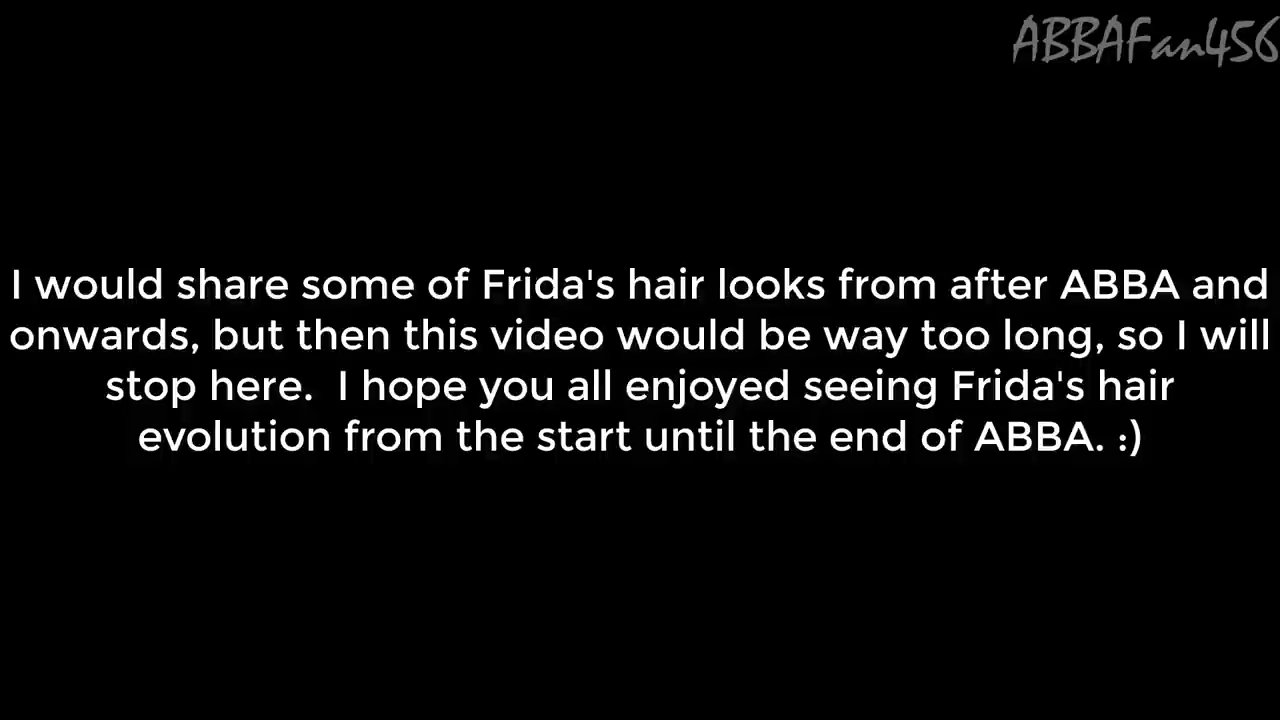 ABBAFan456
I would share some of Frida's hair looks from after ABBA and
onwards, but then this video would be way too long, so I will
stop here.  I hope you all enjoyed seeing Frida's hair
evolution from the start until the end of ABBA. :)